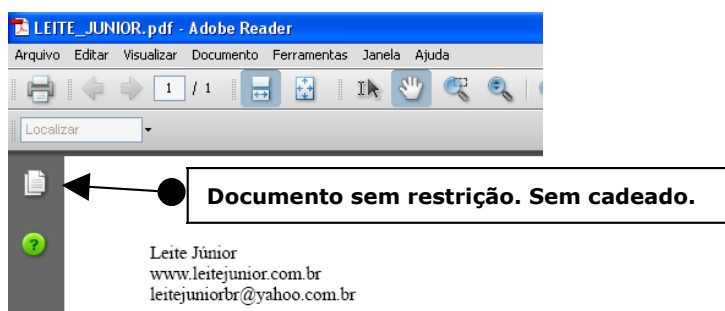 LEITE_JUNIOR.pdf - Adobe Reader
Arquivo Editar Visualizar Documento Ferramentas Janela Ajuda
1 / 1
Localizar
Documento sem restrição. Sem cadeado.
?
Leite Júnior
www.leitejunior.com.br
leitejuniorbr@yahoo.com.br